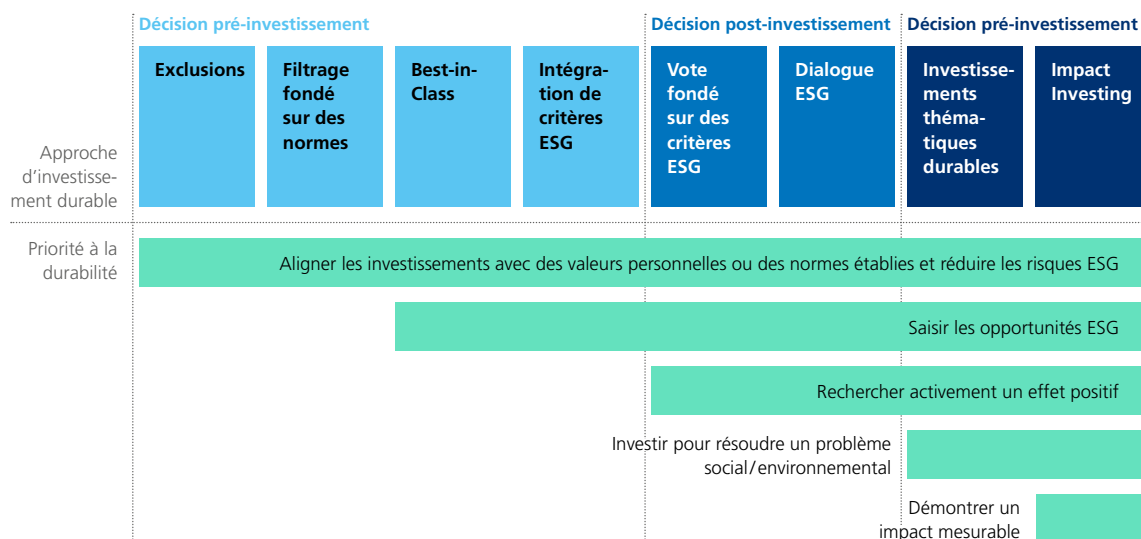 Décision pré-investissement
Décision post-investissement
Décision pré-investissement
Approche
d'investisse-
ment durable
Exclusions
Filtrage
fondé
sur des
normes
Best-in-
Class
Intégra-
tion de
critères
ESG
Vote
fondé
sur des
critères
ESG
Dialogue
ESG
Investisse-
ments
théma-
tiques
durables
Impact
Investing
Priorité à la
durabilité
Aligner les investissements avec des valeurs personnelles ou des normes établies et réduire les risques ESG
Saisir les opportunités ESG
Rechercher activement un effet positif
Investir pour résoudre un problème
social/environnemental
Démontrer un
impact mesurable